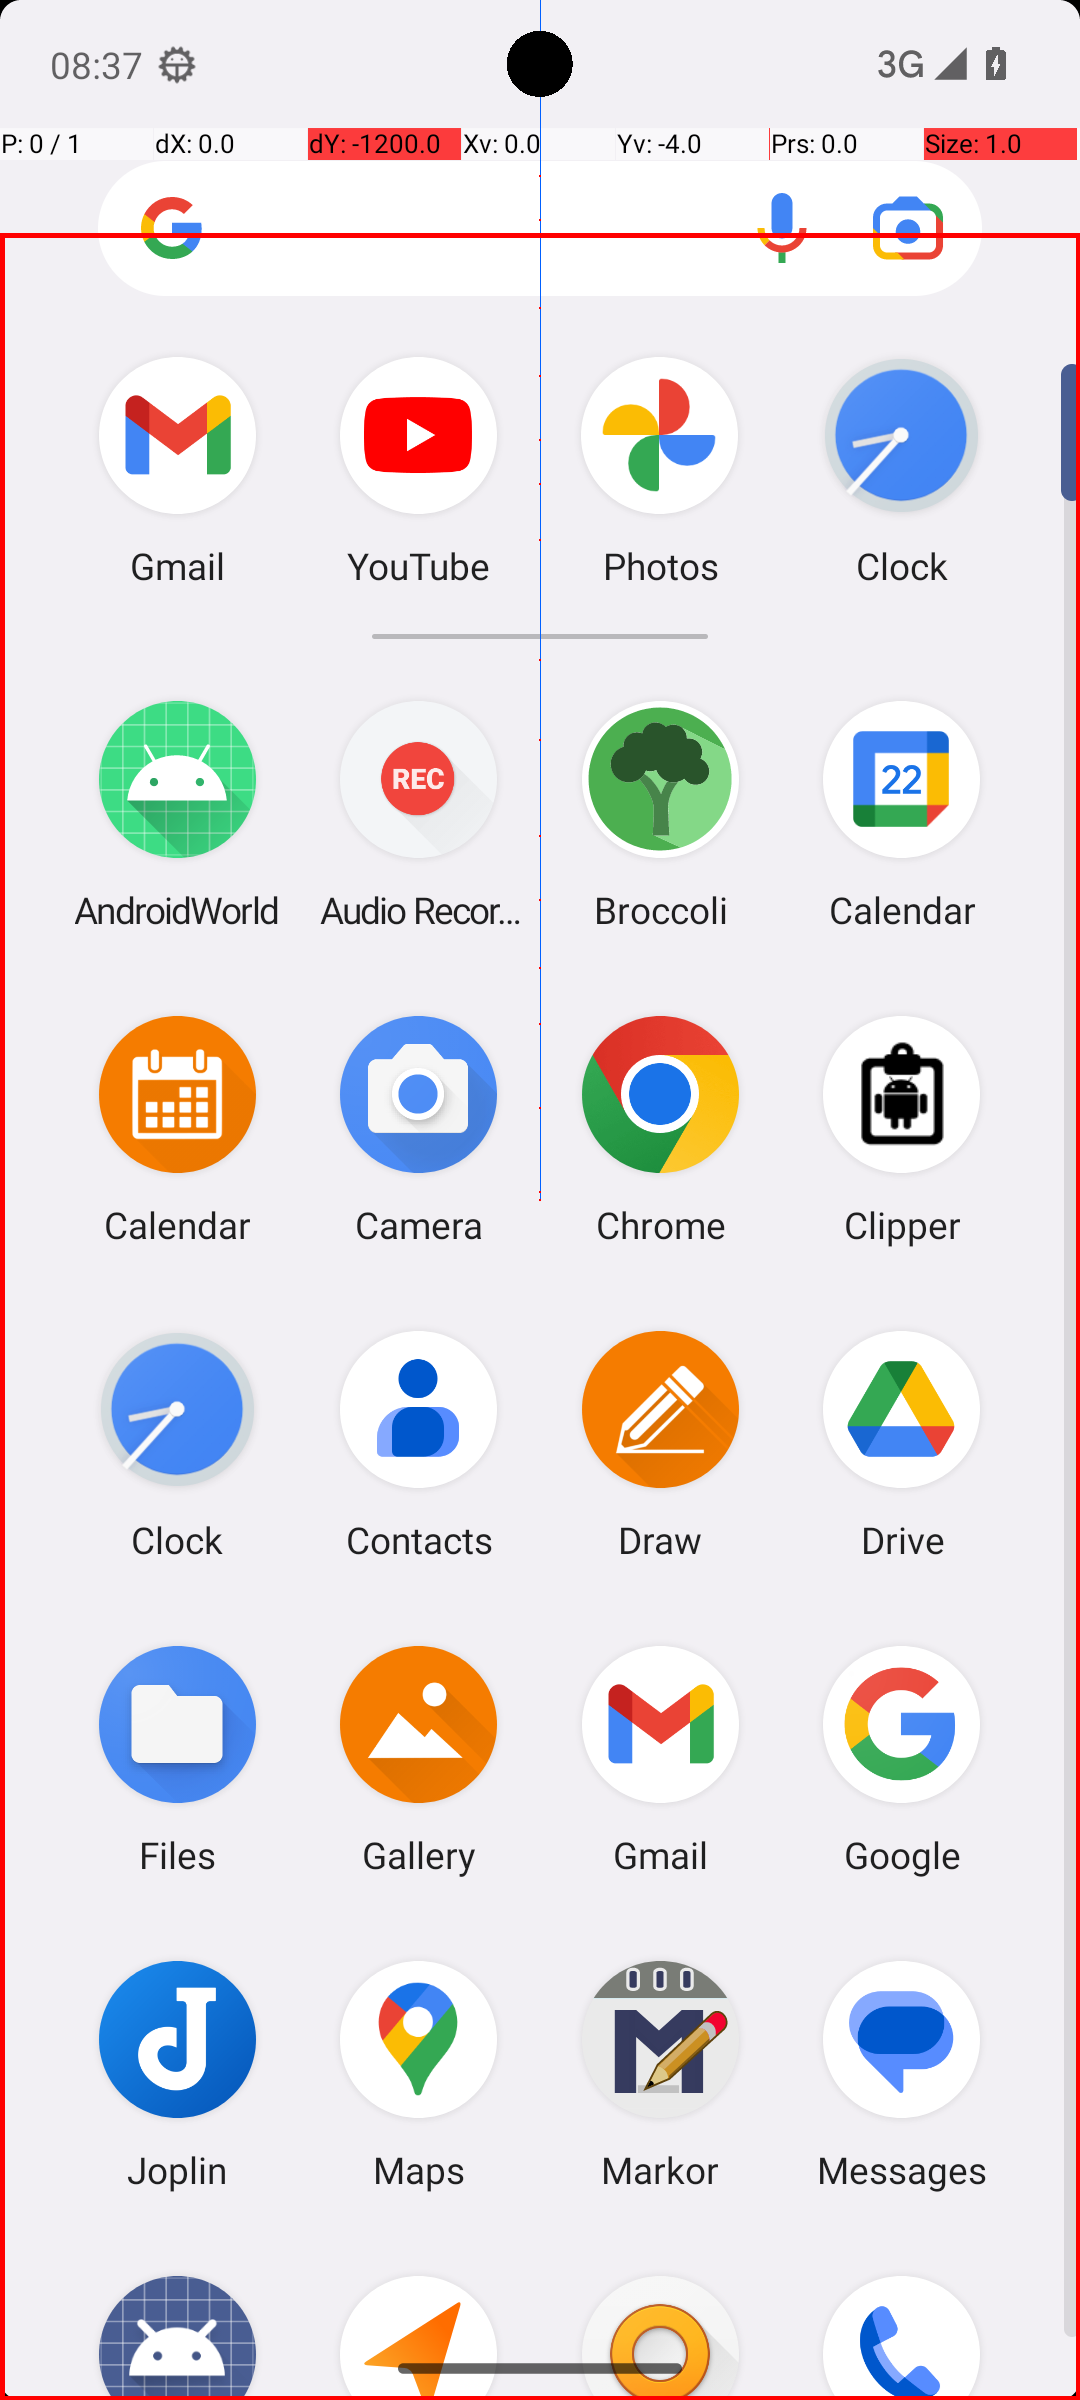 08:37 3G
P: 0 / 1 dX: 0.0 dY: -1200.0 Xv: 0.0 Yv: -4.0 Prs: 0.0 Size: 1.0
Gmail YouTube Photos Clock
REC 22
AndroidWorld Audio Recor... Broccoli Calendar
Calendar Camera Chrome Clipper
Clock Contacts Draw Drive
Files Gallery Gmail Google
Joplin Maps Markor Messages